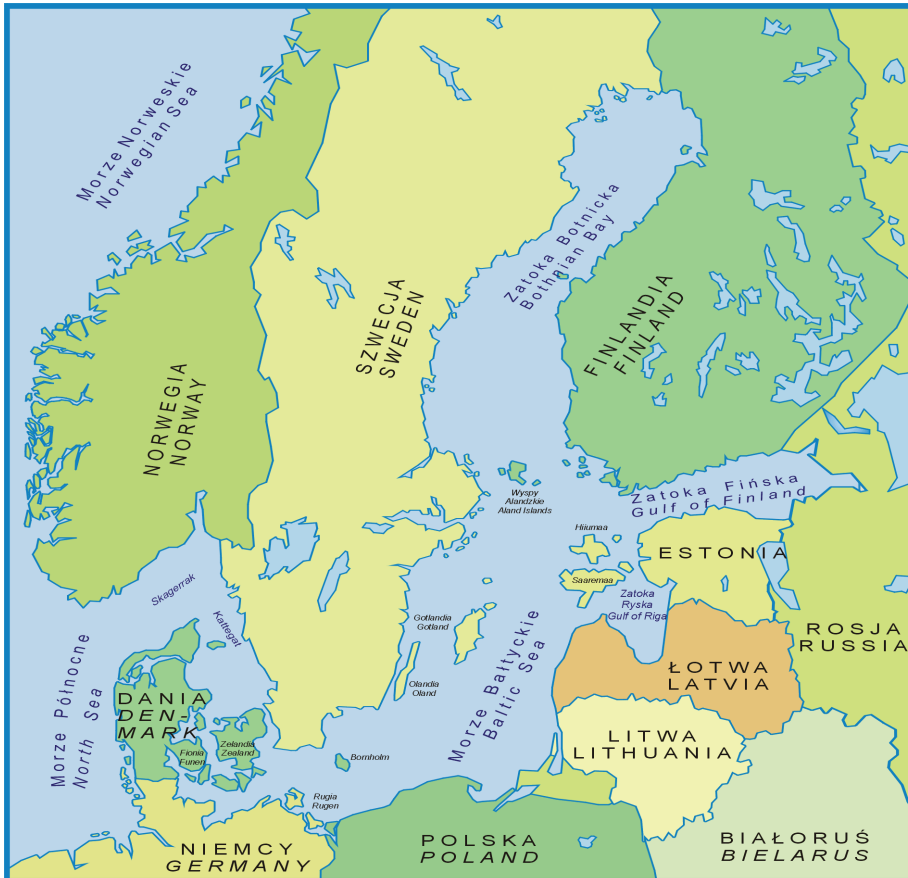 Morze Norweskie
Norwegian Sea
Zatoka Botnicka
Bothnian Bay
SZWECJA
SWEDEN
FINLANDIA
FINLAND
NORWEGIA
NORWAY
Wyspy
Alandzkie
Aland Islands
Zatoka Fińska
Gulf of Finland
Hiiumaa
ESTONIA
Saaremaa
Skagerrak
Zatoka
Ryska
Gulf of Riga
Kattegat
Gotlandia
Gotland
ROSJA
RUSSIA
Morze Północne
North Sea
Morze Bałtyckie
Baltic Sea
ŁOTWA
LATVIA
Olandia
Oland
DANIA
DEN-
MARK
Zelandia
Zealand
Fionia
Funen
Bornholm
LITWA
LITHUANIA
Rugia
Rugen
NIEMCY
GERMANY
POLSKA
POLAND
BIAŁORUŚ
BIELARUS